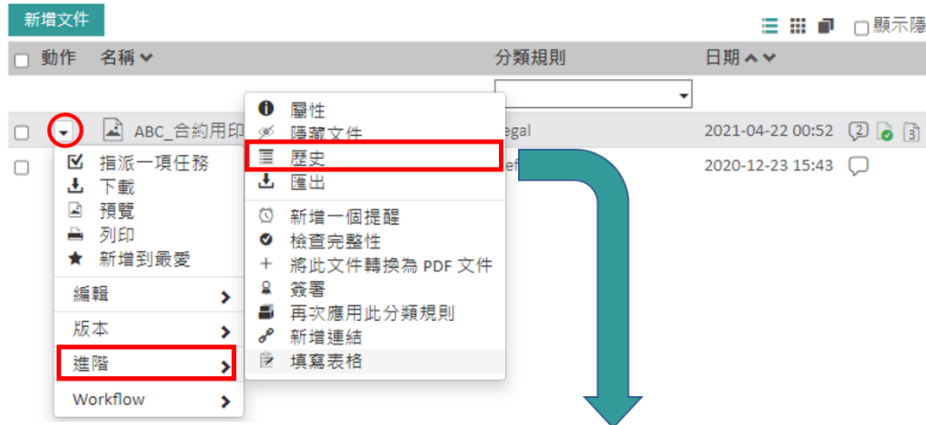 新增文件
顯示隱
動作 名稱 分類規則 日期
ABC_合約用印 egal 2021-04-22 00:52 2 3
ef 2020-12-23 15:43
指派一項任務
下載
預覽
列印
新增到最愛
編輯
版本
進階
Workflow
屬性
隱藏文件
歷史
匯出
新增一個提醒
檢查完整性
將此文件轉換為 PDF 文件
簽署
再次應用此分類規則
新增連結
填寫表格